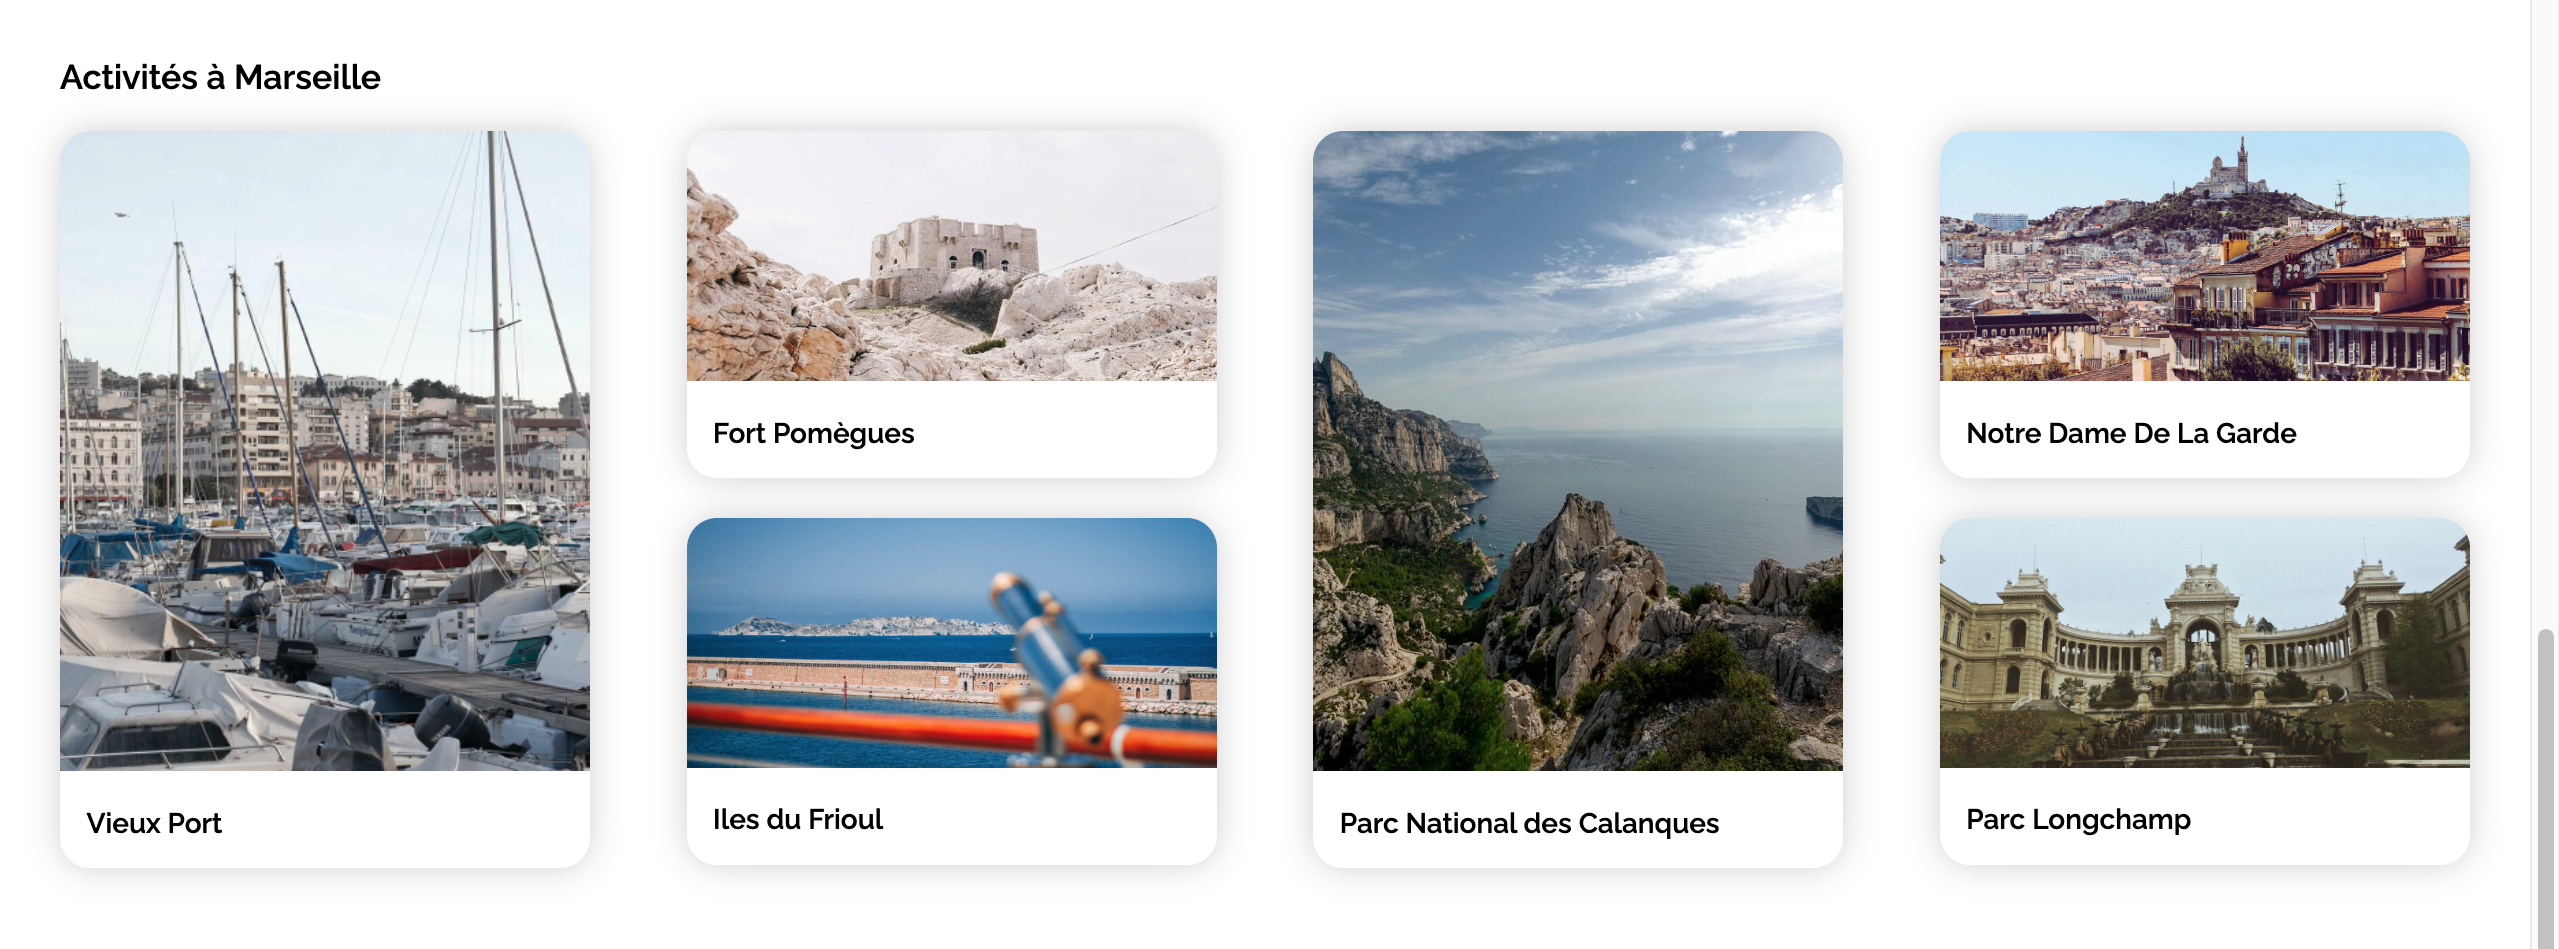 Activités à Marseille
Vieux Port
Fort Pomègues
Iles du Frioul
Parc National des Calanques
Notre Dame De La Garde
Parc Longchamp